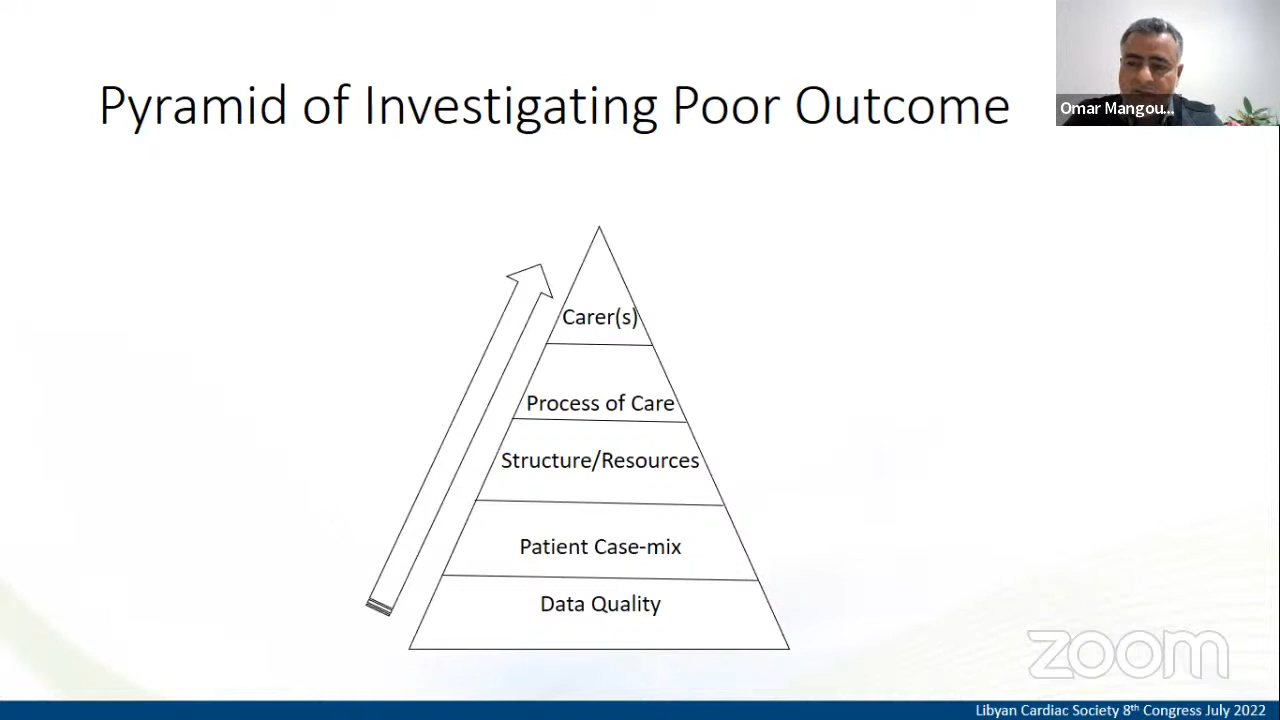 Pyramid of Investigating Poor Outcome
Omar Mangou...
Carer(s)
Process of Care
Structure/Resources
Patient Case-mix
Data Quality
zoom
Libyan Cardiac Society 8th Congress July 2022